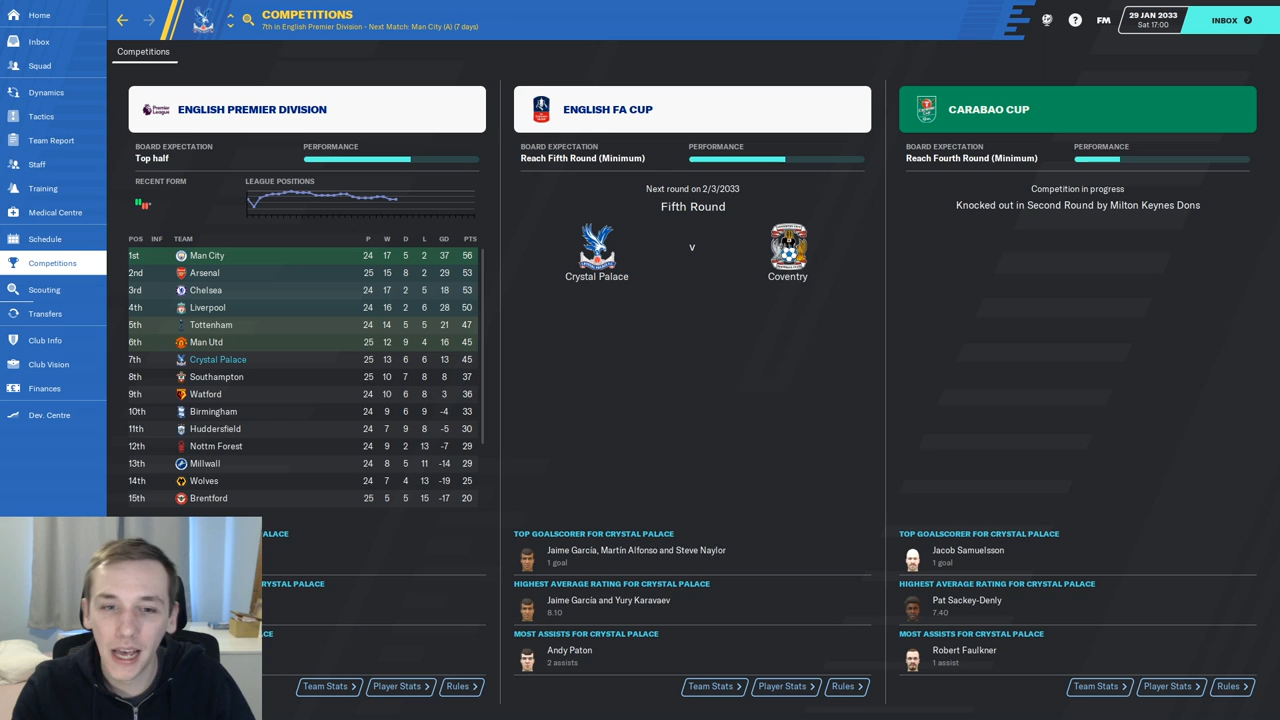 Home
COMPETITIONS
7th in English Premier Division - Next Match: Man City (A) (7 days)
FM
29 JAN 2033
Sat 17:00
INBOX
Inbox
Squad
Dynamics
Tactics
Team Report
Staff
Training
Medical Centre
Schedule
Competitions
Scouting
Transfers
Club Info
Club Vision
Finances
Dev. Centre
Competitions
Premier League
ENGLISH PREMIER DIVISION
BOARD EXPECTATION
Top half
PERFORMANCE
RECENT FORM
LEAGUE POSITIONS
POS INF TEAM P W D L GD PTS
1st Man City 24 17 5 2 37 56
2nd Arsenal 25 15 8 2 29 53
3rd Chelsea 24 17 2 5 18 53
4th Liverpool 24 16 2 6 28 50
5th Tottenham 24 14 5 5 21 47
6th Man Utd 25 12 9 4 16 45
7th Crystal Palace 25 13 6 6 13 45
8th Southampton 25 10 7 8 8 37
9th Watford 24 10 6 8 3 36
10th Birmingham 24 9 6 9 -4 33
11th Huddersfield 24 7 9 8 -5 30
12th Nottm Forest 24 9 2 13 -7 29
13th Millwall 24 8 5 11 -14 29
14th Wolves 24 7 4 13 -19 25
15th Brentford 25 5 5 15 -17 20
ALACE
CRYSTAL PALACE
ACE
Team Stats
Player Stats
Rules
ENGLISH FA CUP
BOARD EXPECTATION
Reach Fifth Round (Minimum)
PERFORMANCE
Next round on 2/3/2033
Fifth Round
v
Crystal Palace
Coventry
TOP GOALSCORER FOR CRYSTAL PALACE
Jaime García, Martín Alfonso and Steve Naylor
1 goal
HIGHEST AVERAGE RATING FOR CRYSTAL PALACE
Jaime García and Yury Karavaev
8.10
MOST ASSISTS FOR CRYSTAL PALACE
Andy Paton
2 assists
Team Stats
Player Stats
Rules
CARABAO CUP
BOARD EXPECTATION
Reach Fourth Round (Minimum)
PERFORMANCE
Competition in progress
Knocked out in Second Round by Milton Keynes Dons
TOP GOALSCORER FOR CRYSTAL PALACE
Jacob Samuelsson
1 goal
HIGHEST AVERAGE RATING FOR CRYSTAL PALACE
Pat Sackey-Denly
7.40
MOST ASSISTS FOR CRYSTAL PALACE
Robert Faulkner
1 assist
Team Stats
Player Stats
Rules